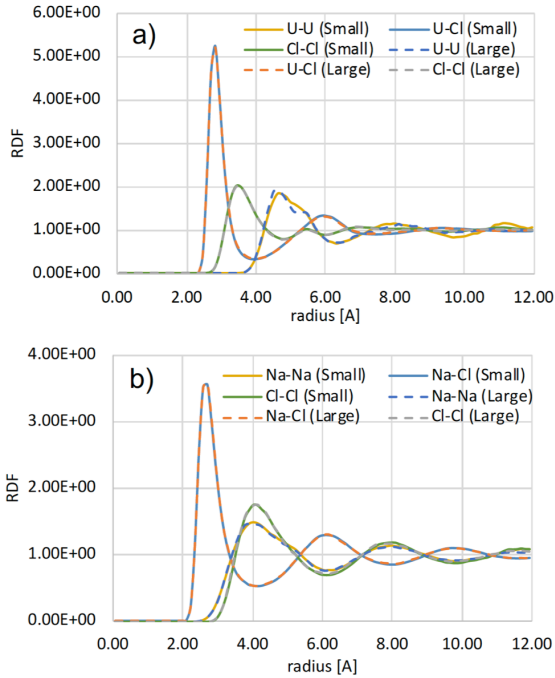 a)
U-U (Small) U-Cl (Small)
Cl-Cl (Small) U-U (Large)
U-Cl (Large) Cl-Cl (Large)
6.00E+00
5.00E+00
4.00E+00
3.00E+00
2.00E+00
1.00E+00
0.00E+00
RDF
0.00 2.00 4.00 6.00 8.00 10.00 12.00
radius [A]
b)
Na-Na (Small) Na-Cl (Small)
Cl-Cl (Small) Na-Na (Large)
Na-Cl (Large) Cl-Cl (Large)
4.00E+00
3.00E+00
2.00E+00
1.00E+00
0.00E+00
RDF
0.00 2.00 4.00 6.00 8.00 10.00 12.00
radius [A]